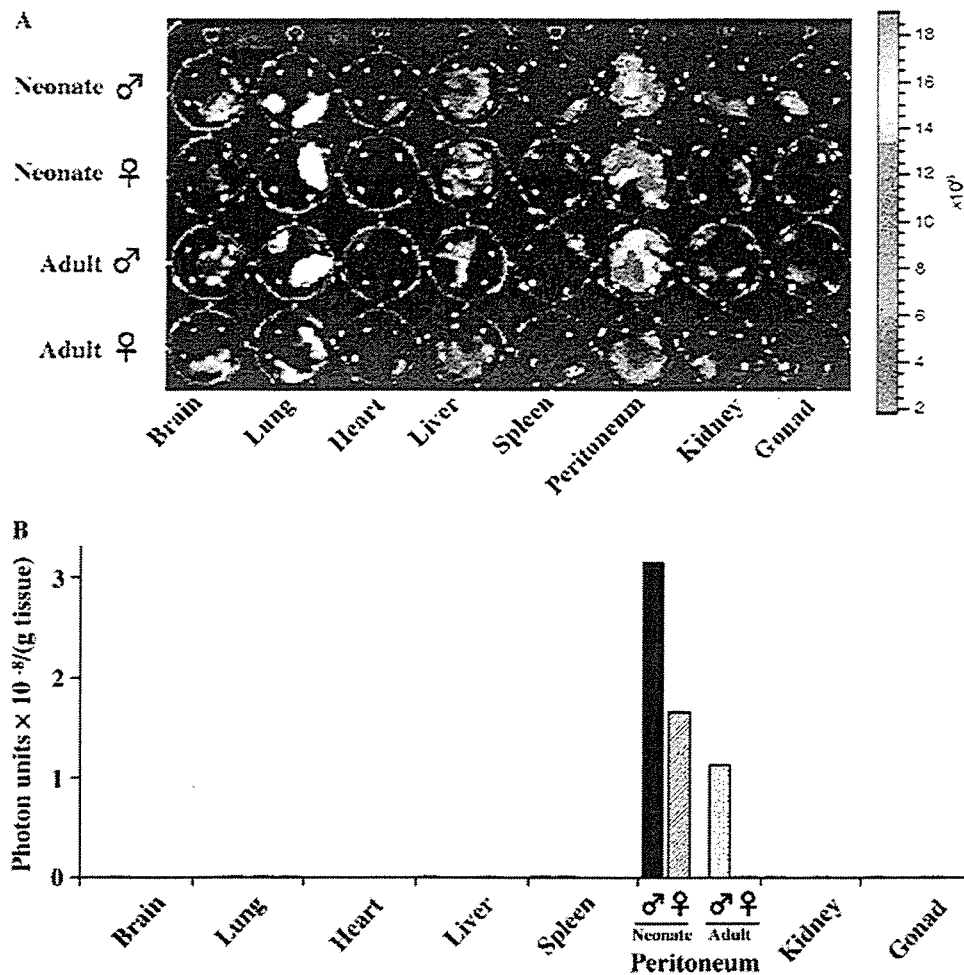 A
Neonate ♂
Neonate ♀
Adult ♂
Adult ♀
Brain
Lung
Heart
Liver
Spleen
Peritoneum
Kidney
Gonad
18
16
14
12
10
8
6
4
2
B
Photon units × 10 -8/(g tissue)
3
2
1
0
Brain
Lung
Heart
Liver
Spleen
♂ ♀ ♂ ♀
Neonate Adult
Peritoneum
Kidney
Gonad